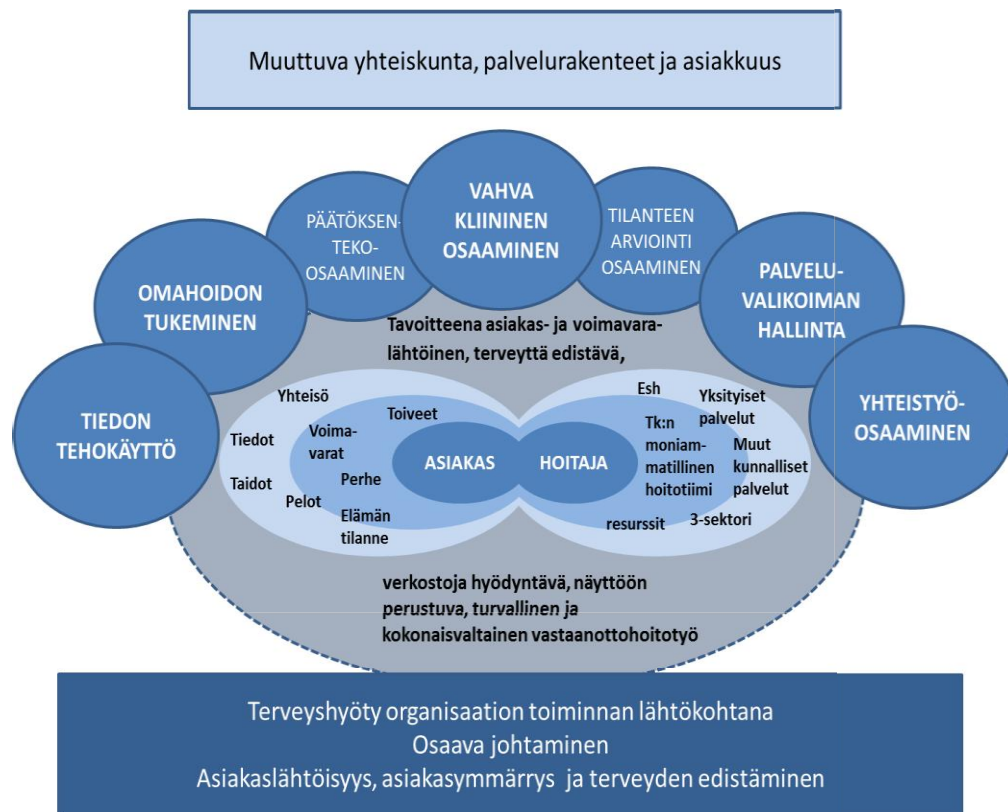 Muuttuva yhteiskunta, palvelurakenteet ja asiakkuus
TIEDON
TEHOKÄYTTÖ
OMAHOIDON
TUKEMINEN
PÄÄTÖKSEN-
TEKO-
OSAAMINEN
VAHVA
KLIININEN
OSAAMINEN
TILANTEEN
ARVIOINTI
OSAAMINEN
PALVELU-
VALIKOIMAN
HALLINTA
YHTEISTYÖ-
OSAAMINEN
Tavoitteena asiakas- ja voimavara-
lähtöinen, terveyttä edistävä,
Yhteisö
Tiedot
Taidot
Pelot
Voima-
varat
Toiveet
Perhe
Elämän
tilanne
ASIAKAS
HOITAJA
Esh
Tk:n
moniam-
matillinen
hoitotiimi
resurssit
Yksityiset
palvelut
Muut
kunnalliset
palvelut
3-sektori
verkostoja hyödyntävä, näyttöön
perustuva, turvallinen ja
kokonaisvaltainen vastaanottohoitotyö
Terveyshyöty organisaation toiminnan lähtökohtana
Osaava johtaminen
Asiakaslähtöisyys, asiakasymmärrys ja terveyden edistäminen